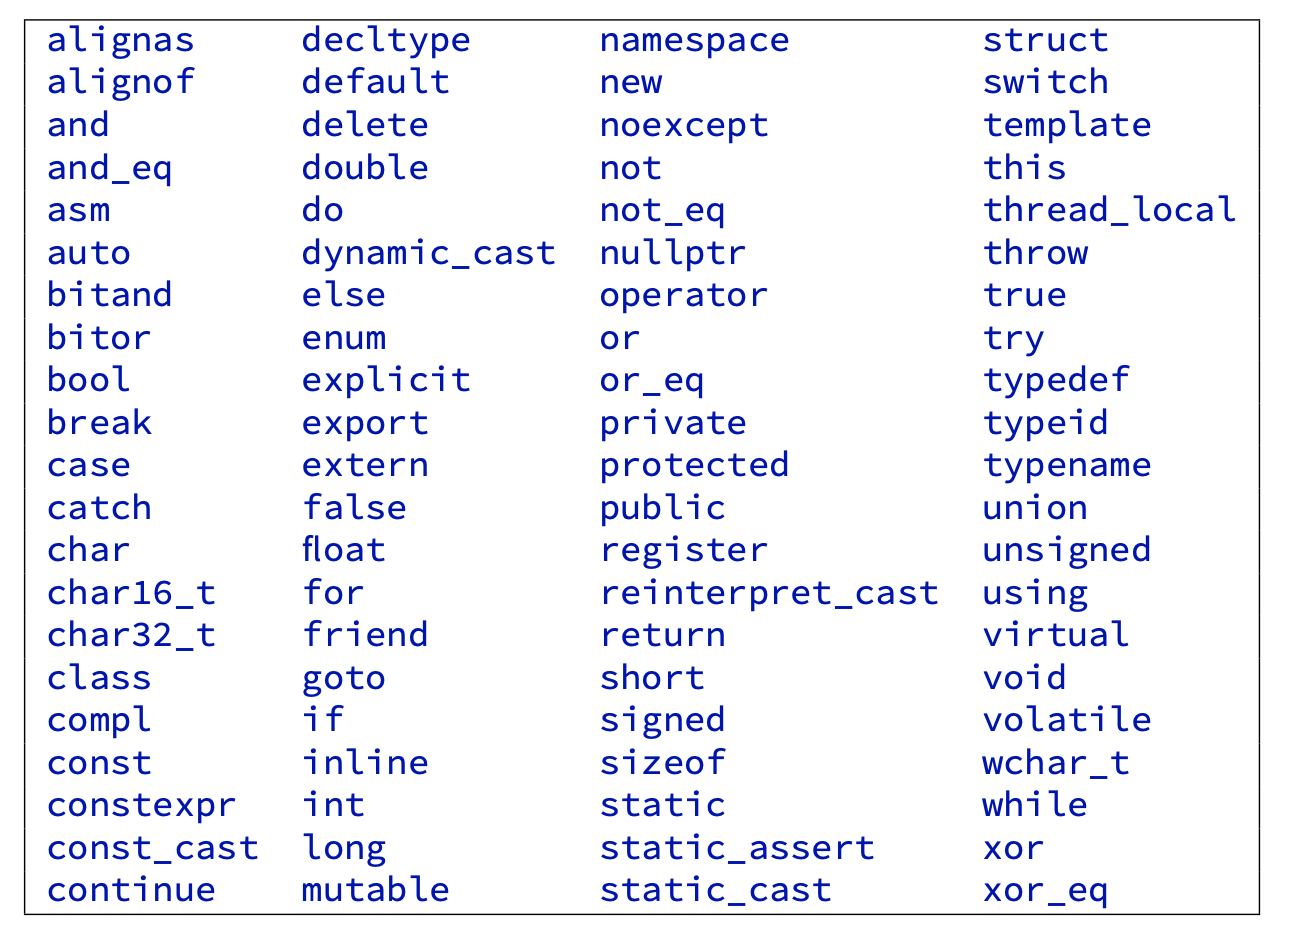 alignas decltype namespace struct
alignof default new switch
and delete noexcept template
and_eq double not this
asm do not_eq thread_local
auto dynamic_cast nullptr throw
bitand else operator true
bitor enum or try
bool explicit or_eq typedef
break export private typeid
case extern protected typename
catch false public union
char float register unsigned
char16_t for reinterpret_cast using
char32_t friend return virtual
class goto short void
compl if signed volatile
const inline sizeof wchar_t
constexpr int static while
const_cast long static_assert xor
continue mutable static_cast xor_eq